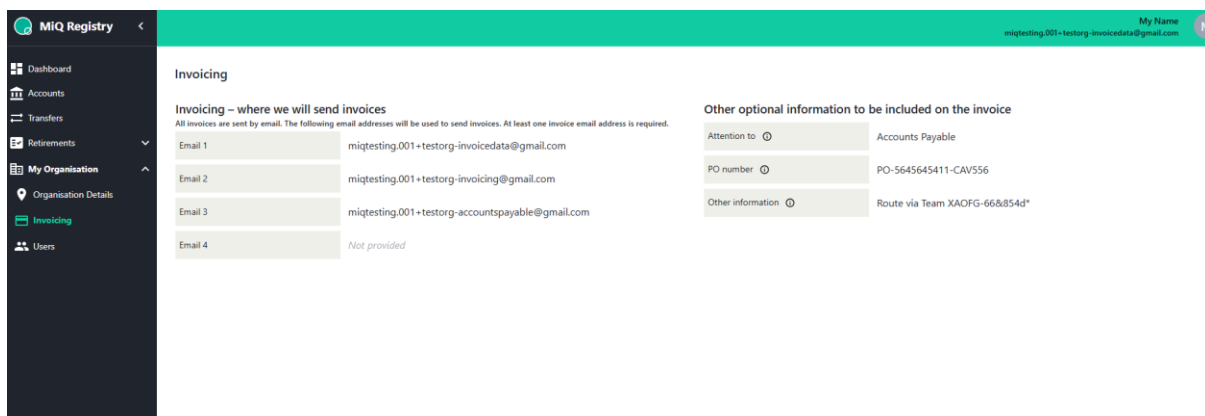 MiQ Registry
My Name
miqtesting.001+testorg-invoicedata@gmail.com
Dashboard
Accounts
Transfers
Retirements
My Organisation
Organisation Details
Invoicing
Users
Invoicing
Invoicing – where we will send invoices
All invoices are sent by email. The following email addresses will be used to send invoices. At least one invoice email address is required.
Email 1 miqtesting.001+testorg-invoicedata@gmail.com
Email 2 miqtesting.001+testorg-invoicing@gmail.com
Email 3 miqtesting.001+testorg-accountspayable@gmail.com
Email 4 Not provided
Other optional information to be included on the invoice
Attention to Accounts Payable
PO number PO-5645645411-CAV556
Other information Route via Team XAOFG-66&854d*